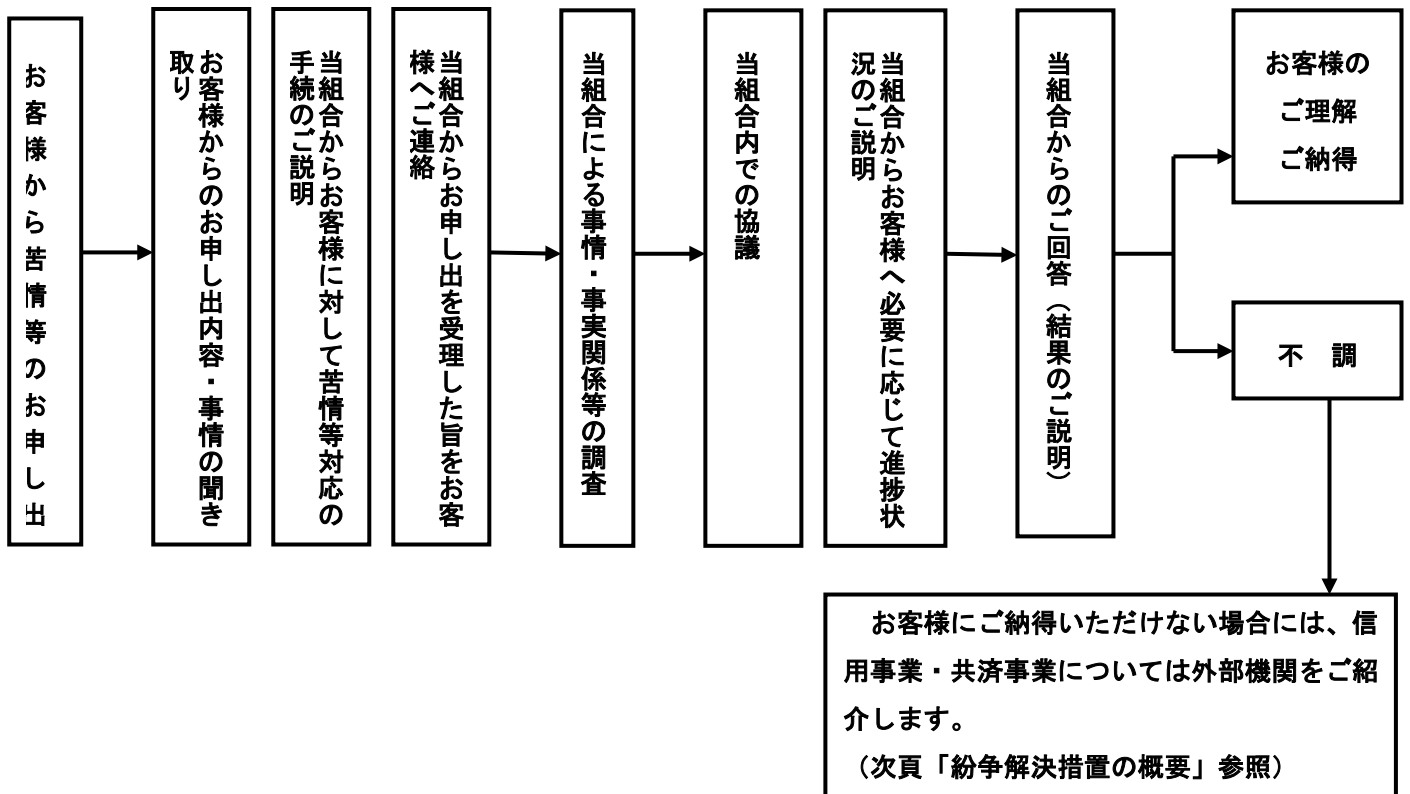 お客様から苦情等のお申し出
お客様からのお申し出内容・事情の聞き
取り
当組合からお客様に対して苦情等対応の
手続のご説明
当組合からお申し出を受理した旨をお客
様へご連絡
当組合による事情・事実関係等の調査
当組合内での協議
当組合からお客様へ必要に応じて進捗状
況のご説明
当組合からのご回答（結果のご説明）
お客様の
ご理解
ご納得
不　調
お客様にご納得いただけない場合には、信
用事業・共済事業については外部機関をご紹
介します。
（次頁「紛争解決措置の概要」参照）